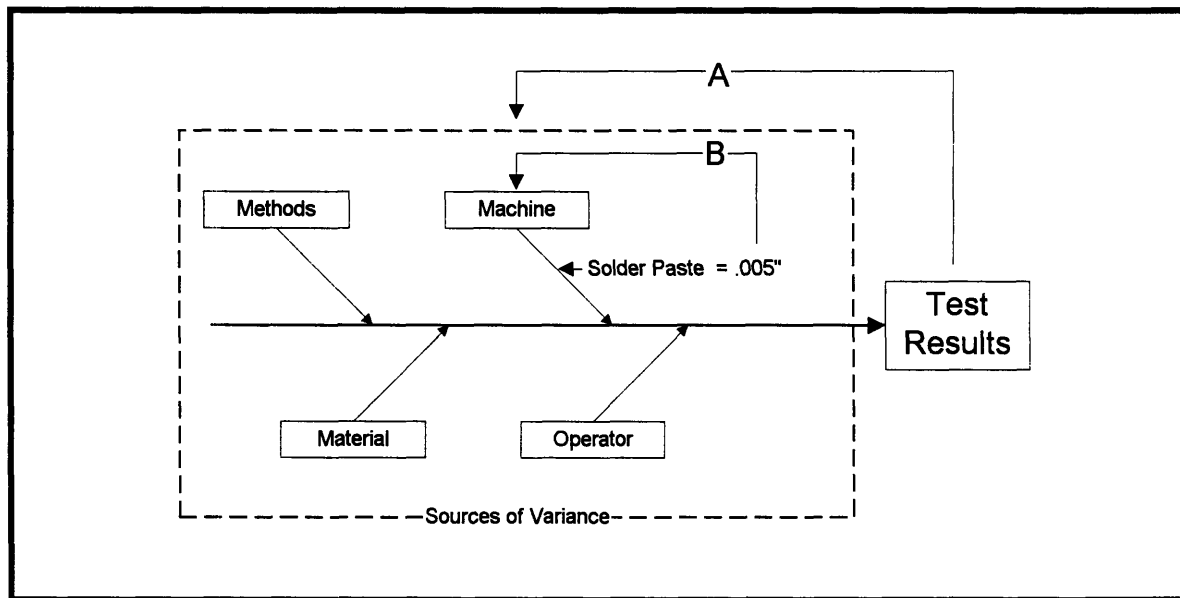 A
B
Methods
Machine
Solder Paste = .005"
Test
Results
Material
Operator
Sources of Variance